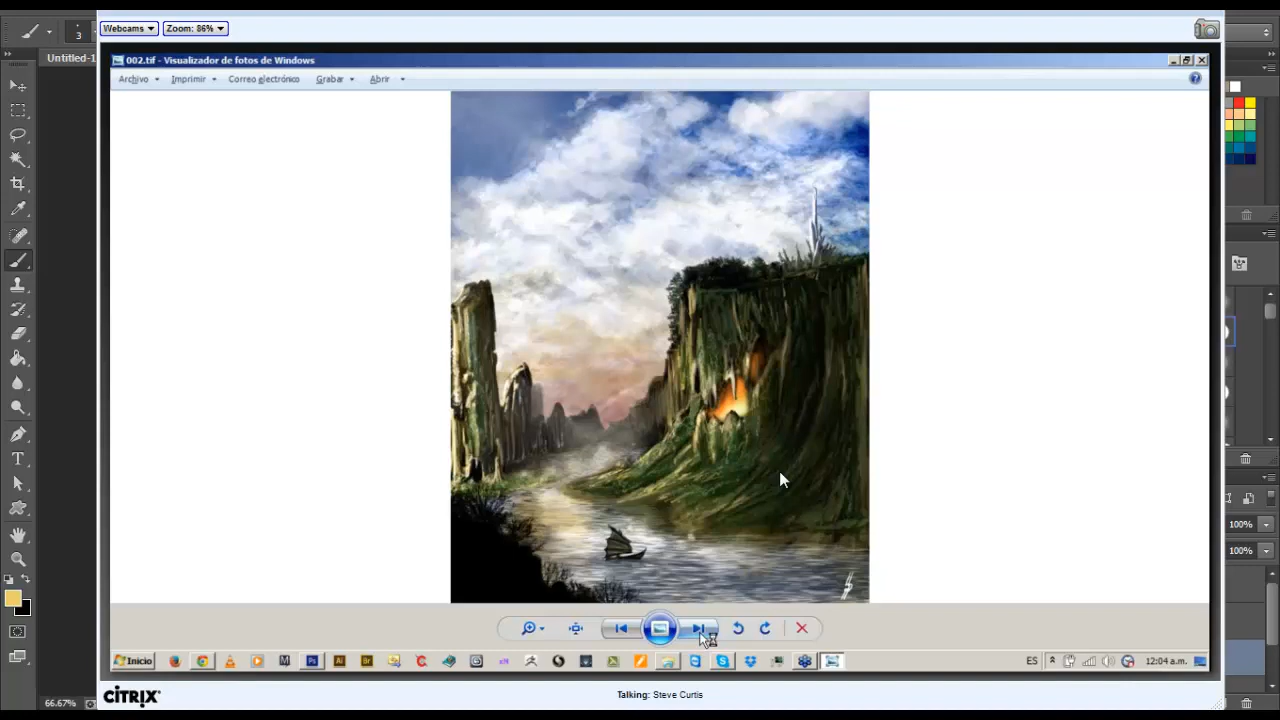 3
Webcams
Zoom: 86%
Untitled-1
002.tif - Visualizador de fotos de Windows
Archivo
Imprimir
Correo electrónico
Grabar
Abrir
100%
100%
Inicio
ES
12:04 a.m.
66.67%
CITRIX
Talking: Steve Curtis